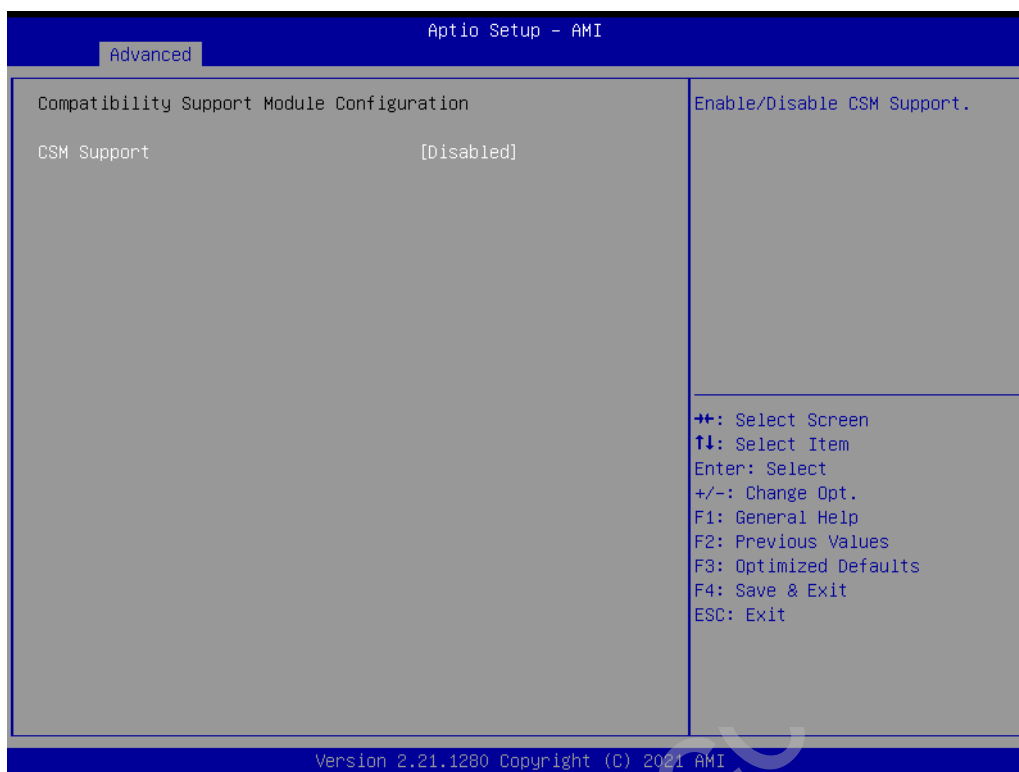 Aptio Setup - AMI
Advanced
Compatibility Support Module Configuration
CSM Support [Disabled]
Enable/Disable CSM Support.
→←: Select Screen
↑↓: Select Item
Enter: Select
+/-: Change Opt.
F1: General Help
F2: Previous Values
F3: Optimized Defaults
F4: Save & Exit
ESC: Exit
Version 2.21.1280 Copyright (C) 2021 AMI